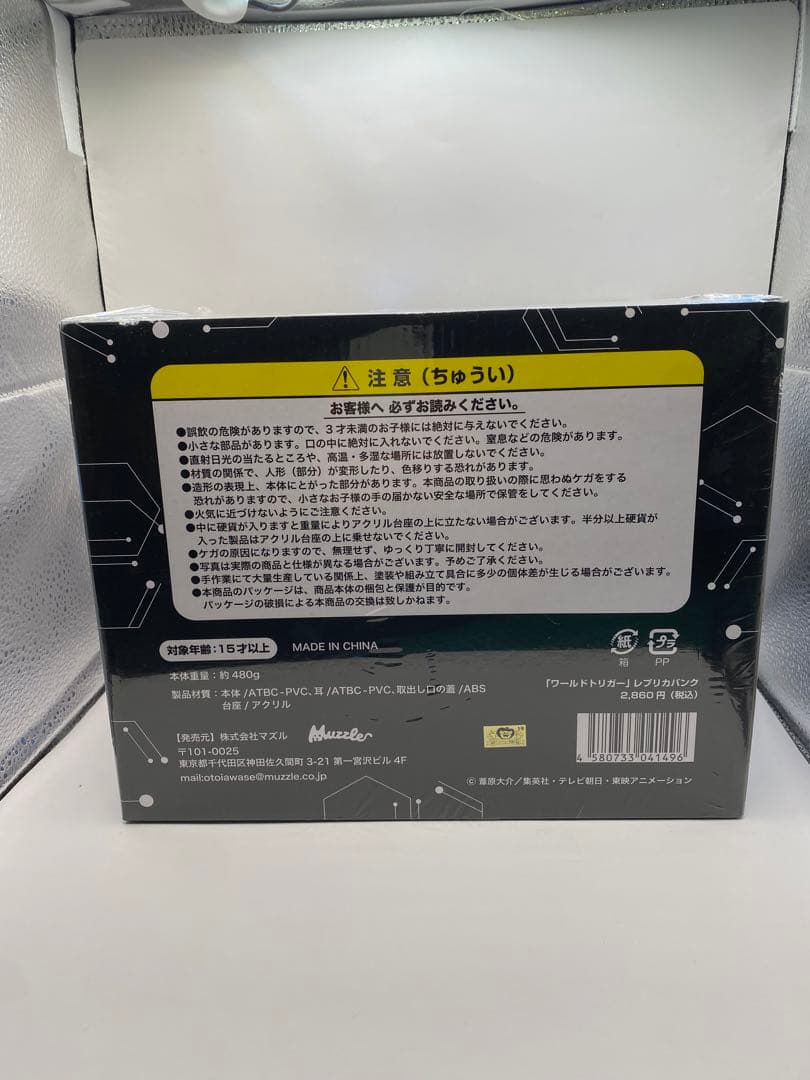 注意（ちゅうい）
お客様へ 必ずお読みください。
●誤飲の危険がありますので、3才未満のお子様には絶対に与えないでください。
●小さな部品があります。口の中に絶対に入れないでください。窒息などの危険があります。
●直射日光の当たるところや、高温・多湿な場所には放置しないでください。
●材質の関係で、人形（部分）が変形したり、色移りする恐れがあります。
●造形の表現上、本体にとがった部分があります。本商品の取り扱いの際に思わぬケガをする
恐れがありますので、小さなお子様の手の届かない安全な場所で保管をしてください。
●火気に近づけないようにご注意ください。
●中に硬貨が入りますと重量によりアクリル台座の上に立たない場合がございます。半分以上硬貨が
入った製品はアクリル台座の上に乗せないでください。
●ケガの原因になりますので、無理せず、ゆっくり丁寧に開封してください。
●写真は実際の商品と仕様が異なる場合がございます。予めご了承ください。
●手作業にて大量生産している関係上、塗装や組み立て具合に多少の個体差が生じる場合がございます。
●本商品のパッケージは、商品本体の梱包と保護が目的です。
パッケージの破損による本商品の交換は致しかねます。
対象年齢：15才以上 MADE IN CHINA
紙 プラ
箱 PP
本体重量：約480g
製品材質：本体/ATBC-PVC、耳/ATBC-PVC、取出し口の蓋/ABS
台座/アクリル
「ワールドトリガー」レプリカバンク
2,860円（税込）
【発売元】株式会社マズル Muzzle
〒101-0025
東京都千代田区神田佐久間町3-21 第一宮沢ビル 4F
mail:otoiawase@muzzle.co.jp
4 580733 041496
©葦原大介／集英社・テレビ朝日・東映アニメーション